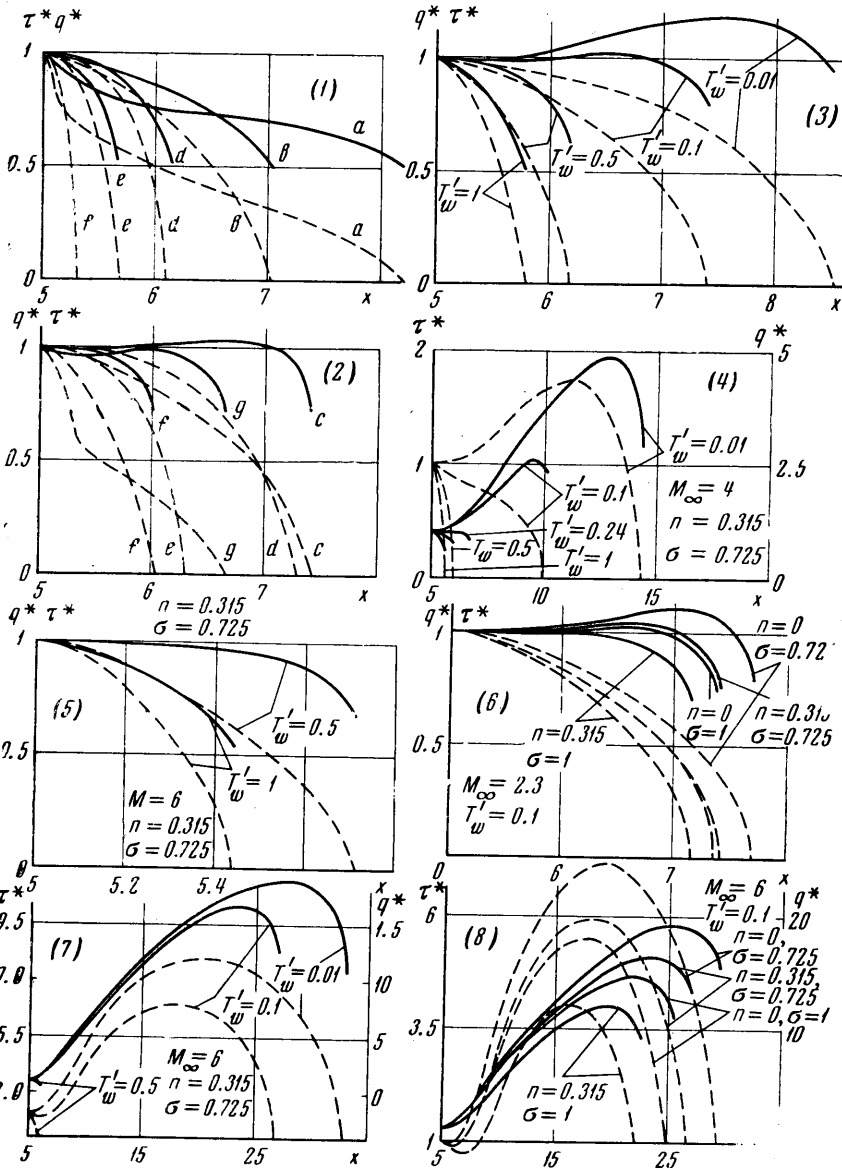 τ* q*
1
0.5
0
5
6
7
x
(1)
a
в
d
e
f
e
d
в
a
q* τ*
1
0.5
0
5
6
7
8
x
(3)
T'w=0.01
T'w=0.1
T'w=0.5
T'w=1
q* τ*
1
0.5
0
5
6
7
x
(2)
f
g
c
f
e
g
d
c
τ*
2
1
0
5
10
15
x
q*
5
2.5
0
(4)
T'w=0.01
T'w=0.1
T'w=0.24
Tw=0.5
T'w=1
M∞=4
n=0.315
σ=0.725
n=0.315
σ=0.725
q* τ*
1
5
5.2
5.4
x
(5)
T'w=0.5
T'w=1
M=6
n=0.315
σ=0.725
q* τ*
1
0.5
0
6
7
x
(6)
n=0
σ=0.72
n=0.315
σ=1
n=0
σ=1
σ=0.725
M∞=2.3
T'w=0.1
τ*
5
15
25
x
q*
1.5
10
5
0
(7)
T'w=0.01
T'w=0.1
T'w=0.5
M∞=6
n=0.315
σ=0.725
τ*
6
3.5
1
5
15
25
x
q*
20
10
(8)
M∞=6
T'w=0.1
n=0,
σ=0.725
n=0.315,
σ=0.725
n=0, σ=1
n=0.315
σ=1